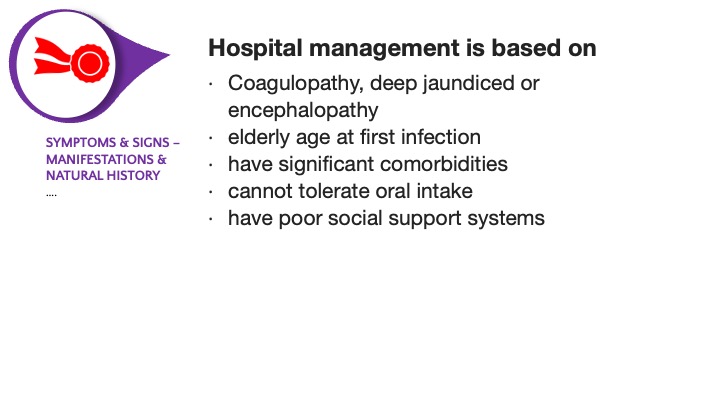 Hospital management is based on
· Coagulopathy, deep jaundiced or
encephalopathy
· elderly age at first infection
· have significant comorbidities
· cannot tolerate oral intake
· have poor social support systems
SYMPTOMS & SIGNS –
MANIFESTATIONS &
NATURAL HISTORY
....